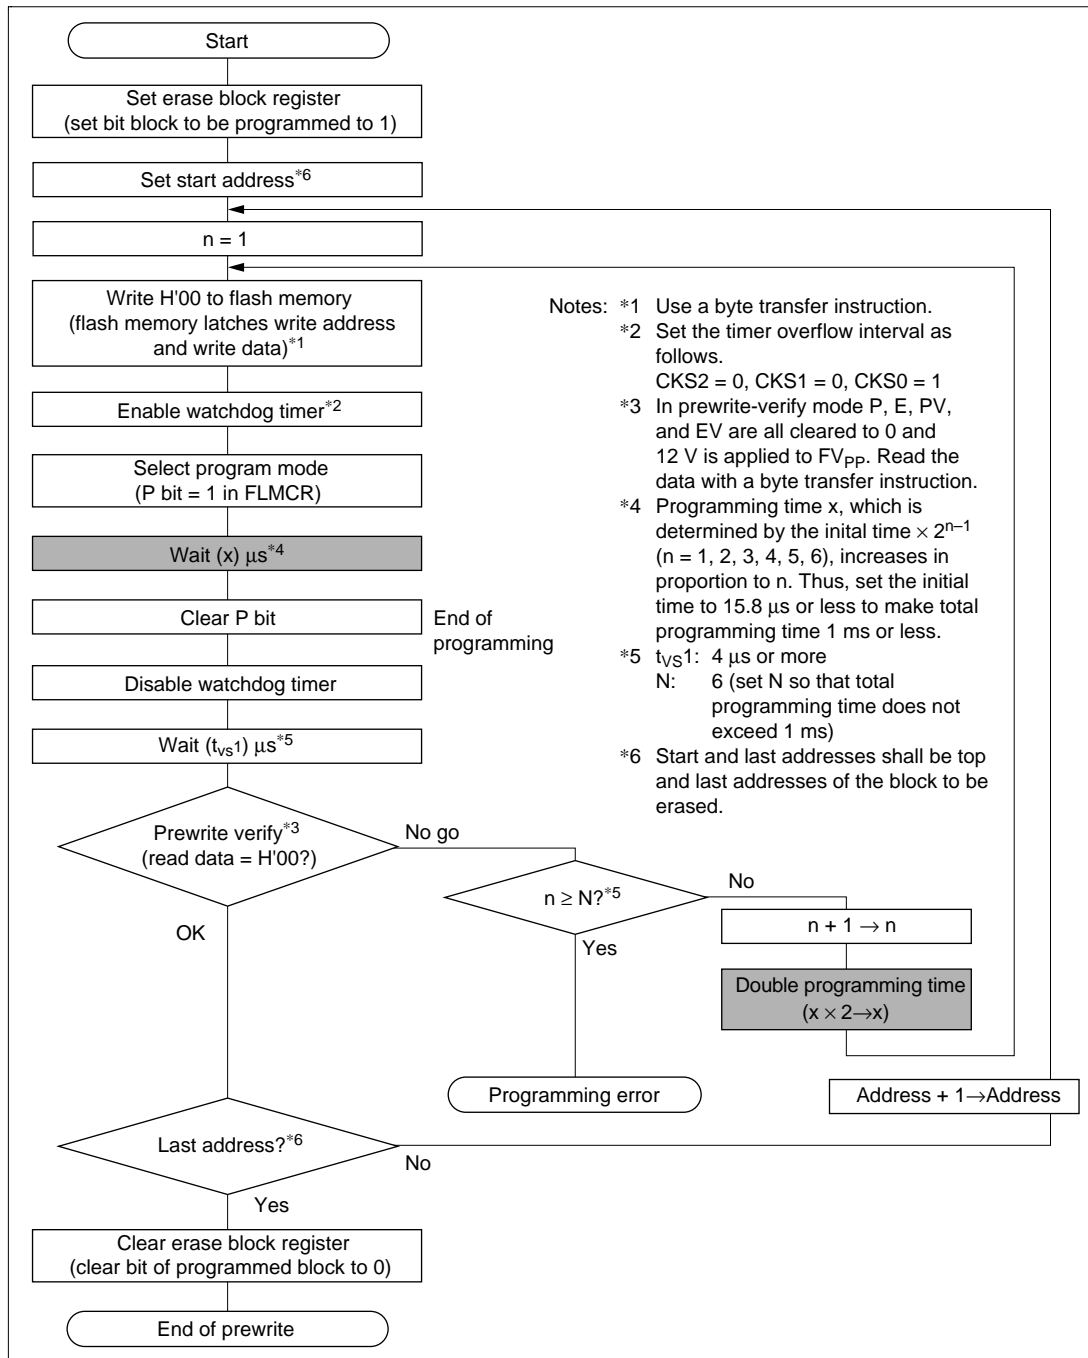 Start
Set erase block register
(set bit block to be programmed to 1)
Set start address*6
n = 1
Write H'00 to flash memory
(flash memory latches write address
and write data)*1
Enable watchdog timer*2
Select program mode
(P bit = 1 in FLMCR)
Wait (x) μs*4
Clear P bit
End of
programming
Disable watchdog timer
Wait (tvs1) μs*5
Prewrite verify*3
(read data = H'00?)
No go
OK
n ≥ N?*5
No
Yes
n + 1 → n
Double programming time
(x × 2→x)
Programming error
Address + 1→Address
Last address?*6
No
Yes
Clear erase block register
(clear bit of programmed block to 0)
End of prewrite
Notes: *1 Use a byte transfer instruction.
*2 Set the timer overflow interval as
follows.
CKS2 = 0, CKS1 = 0, CKS0 = 1
*3 In prewrite-verify mode P, E, PV,
and EV are all cleared to 0 and
12 V is applied to FVPP. Read the
data with a byte transfer instruction.
*4 Programming time x, which is
determined by the inital time × 2n–1
(n = 1, 2, 3, 4, 5, 6), increases in
proportion to n. Thus, set the initial
time to 15.8 μs or less to make total
programming time 1 ms or less.
*5 tVS1: 4 μs or more
N: 6 (set N so that total
programming time does not
exceed 1 ms)
*6 Start and last addresses shall be top
and last addresses of the block to be
erased.